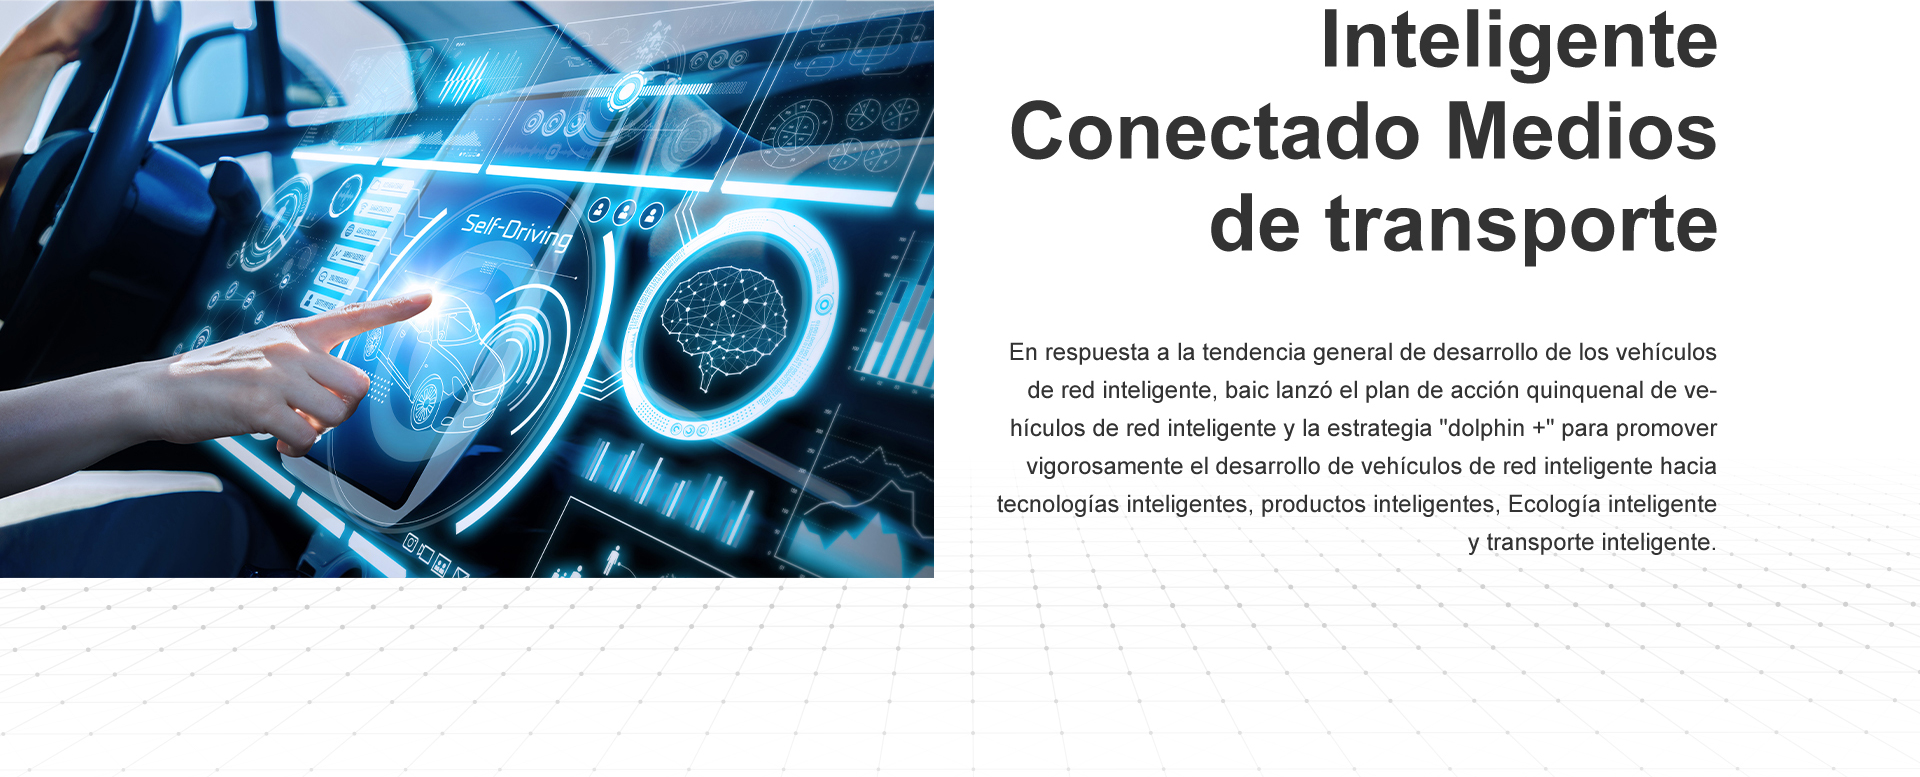 Inteligente
Conectado Medios
de transporte
En respuesta a la tendencia general de desarrollo de los vehículos
de red inteligente, baic lanzó el plan de acción quinquenal de ve-
hículos de red inteligente y la estrategia "dolphin +" para promover
vigorosamente el desarrollo de vehículos de red inteligente hacia
tecnologías inteligentes, productos inteligentes, Ecología inteligente
y transporte inteligente.
Self-Driving